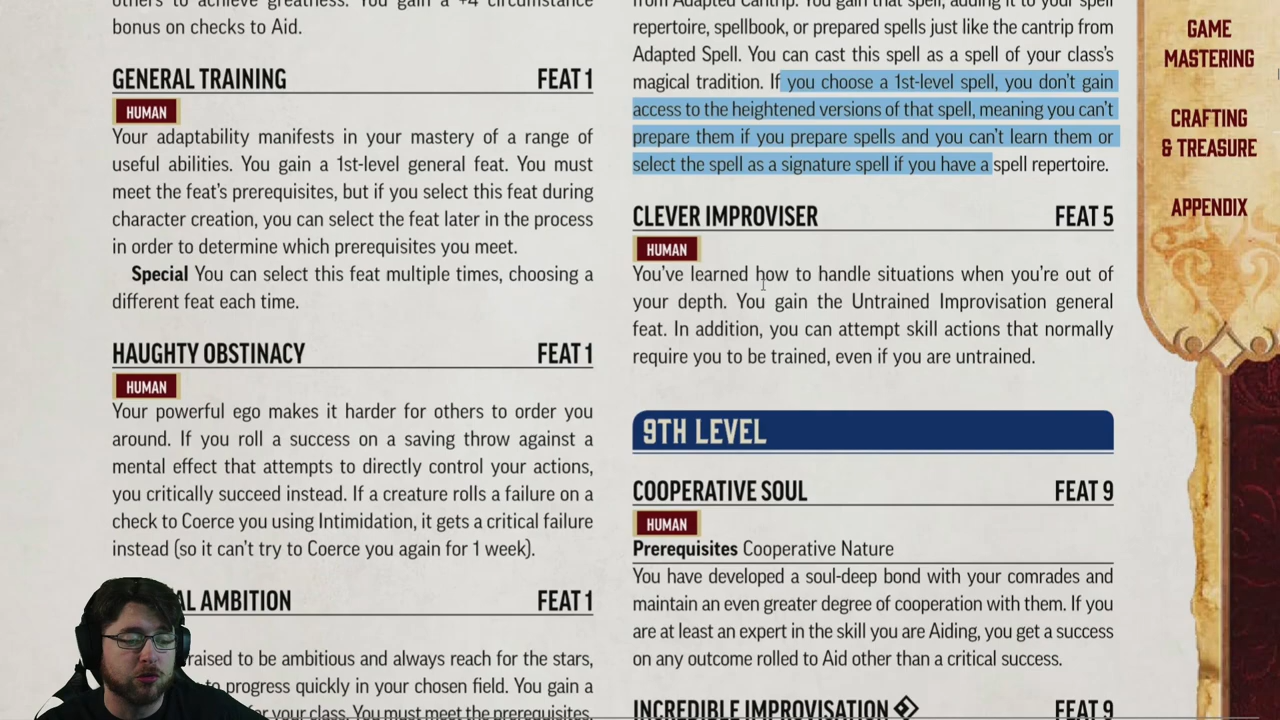 others to achieve greatness. You gain a +4 circumstance
bonus on checks to Aid.
GENERAL TRAINING FEAT 1
HUMAN
Your adaptability manifests in your mastery of a range of
useful abilities. You gain a 1st-level general feat. You must
meet the feat's prerequisites, but if you select this feat during
character creation, you can select the feat later in the process
in order to determine which prerequisites you meet.
Special You can select this feat multiple times, choosing a
different feat each time.
HAUGHTY OBSTINACY FEAT 1
HUMAN
Your powerful ego makes it harder for others to order you
around. If you roll a success on a saving throw against a
mental effect that attempts to directly control your actions,
you critically succeed instead. If a creature rolls a failure on a
check to Coerce you using Intimidation, it gets a critical failure
instead (so it can't try to Coerce you again for 1 week).
AL AMBITION FEAT 1
raised to be ambitious and always reach for the stars,
to progress quickly in your chosen field. You gain a
for your class. You must meet the prerequisites.
from Adapted Cantrip. You gain that spell, adding it to your spell
repertoire, spellbook, or prepared spells just like the cantrip from
Adapted Spell. You can cast this spell as a spell of your class's
magical tradition. If you choose a 1st-level spell, you don't gain
access to the heightened versions of that spell, meaning you can't
prepare them if you prepare spells and you can't learn them or
select the spell as a signature spell if you have a spell repertoire.
CLEVER IMPROVISER FEAT 5
HUMAN
You've learned how to handle situations when you're out of
your depth. You gain the Untrained Improvisation general
feat. In addition, you can attempt skill actions that normally
require you to be trained, even if you are untrained.
9TH LEVEL
COOPERATIVE SOUL FEAT 9
HUMAN
Prerequisites Cooperative Nature
You have developed a soul-deep bond with your comrades and
maintain an even greater degree of cooperation with them. If you
are at least an expert in the skill you are Aiding, you get a success
on any outcome rolled to Aid other than a critical success.
INCREDIBLE IMPROVISATION FEAT 9
GAME
MASTERING
CRAFTING
& TREASURE
APPENDIX